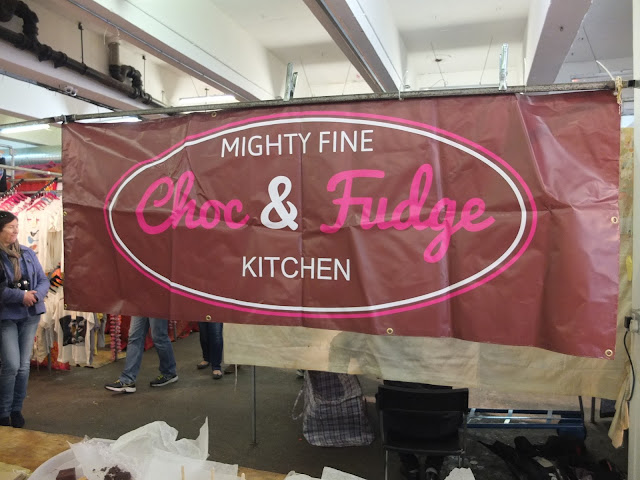 MIGHTY FINE
Choc & Fudge
KITCHEN